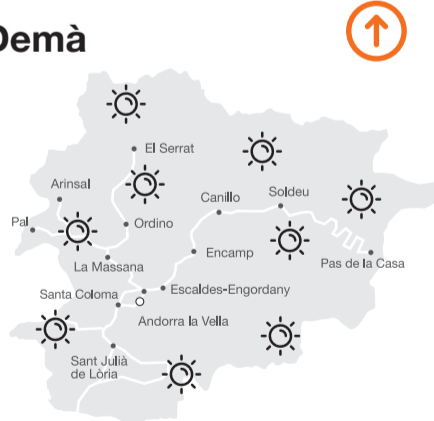 Demà
El Serrat
Arinsal
Canillo
Soldeu
Pal
Ordino
Encamp
La Massana
Pas de la Casa
Santa Coloma
Escaldes-Engordany
Andorra la Vella
Sant Julià
de Lòria